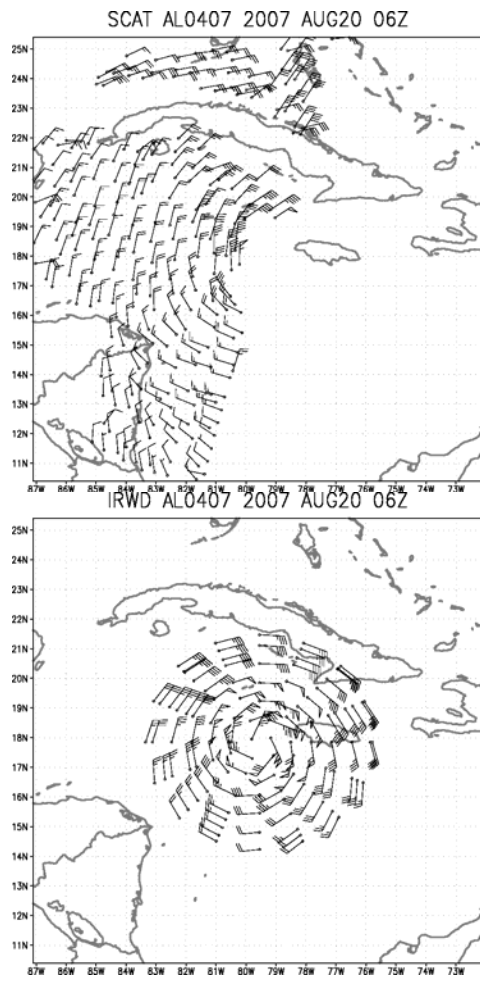 SCAT AL0407 2007 AUG20 06Z
25N
24N
23N
22N
21N
20N
19N
18N
17N
16N
15N
14N
13N
12N
11N
87W 86W 85W 84W 83W 82W 81W 80W 79W 78W 77W 76W 75W 74W 73W
IRWD AL0407 2007 AUG20 06Z
25N
24N
23N
22N
21N
20N
19N
18N
17N
16N
15N
14N
13N
12N
11N
87W 86W 85W 84W 83W 82W 81W 80W 79W 78W 77W 76W 75W 74W 73W